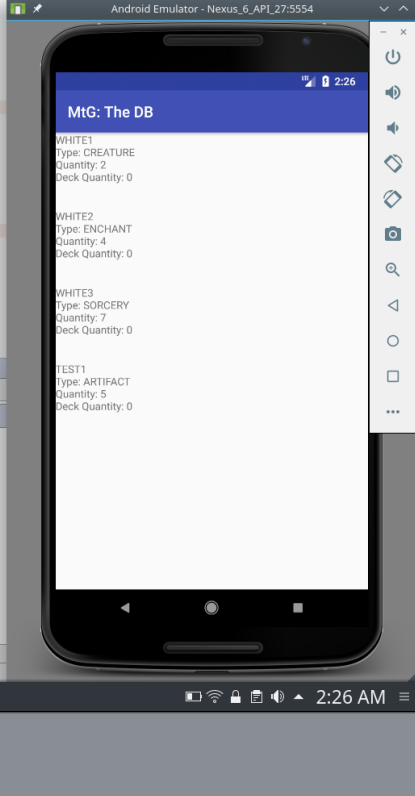 Android Emulator - Nexus_6_API_27:5554
2:26
MtG: The DB
WHITE1
Type: CREATURE
Quantity: 2
Deck Quantity: 0
WHITE2
Type: ENCHANT
Quantity: 4
Deck Quantity: 0
WHITE3
Type: SORCERY
Quantity: 7
Deck Quantity: 0
TEST1
Type: ARTIFACT
Quantity: 5
Deck Quantity: 0
2:26 AM